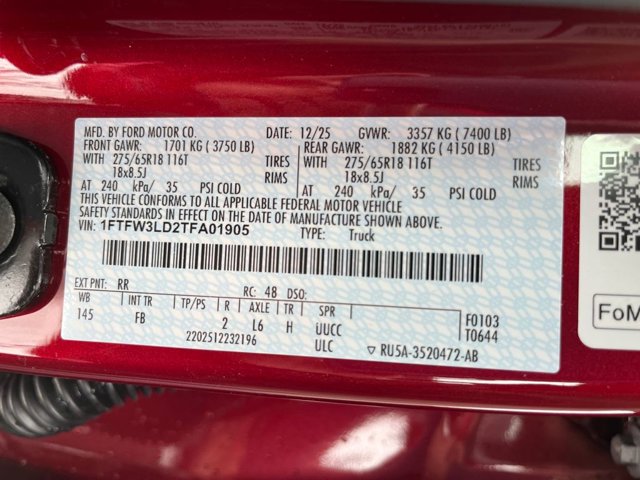 MFD. BY FORD MOTOR CO. 12/25 GVWR: 3357 KG ( 7400 LB)
FRONT GAWR: 1701 KG ( 3750 LB) REAR GAWR: 1882 KG ( 4150 LB)
WITH 275/65R18 116T TIRES WITH 275/65R18 116T TIRES
18x8.5J RIMS 18x8.5J RIMS
AT 240 kPa/ 35 PSI COLD AT 240 kPa/ 35 PSI COLD
THIS VEHICLE CONFORMS TO ALL APPLICABLE FEDERAL MOTOR VEHICLE
SAFETY STANDARDS IN EFFECT ON THE DATE OF MANUFACTURE SHOWN ABOVE.
VIN: 1FTFW3LD2TFA01905 TYPE: Truck
EXT PNT: RR RC: 48 DSO:
WB INT TR TP/PS R AXLE TR SPR F0103
145 FB 2 L6 H UUCC T0644
2202512232196 ULC RU5A-3520472-AB
FoM